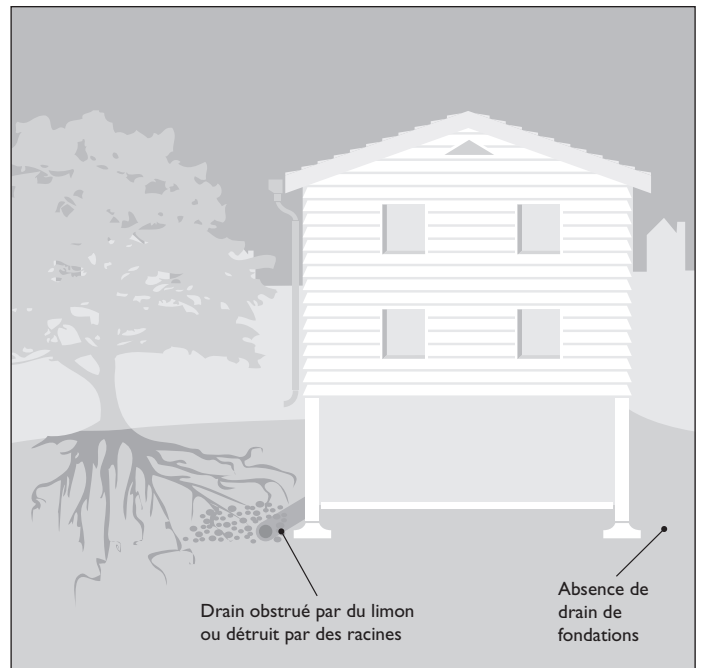 Drain obstrué par du limon
ou détruit par des racines
Absence de
drain de
fondations